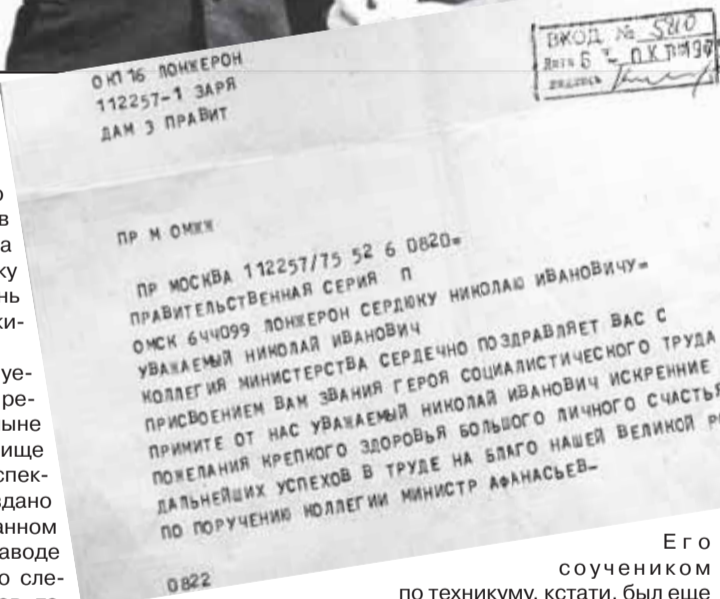 ВХОД. № 5810
ОКП 16 ЛОНЖЕРОН
112257-1 ЗАРЯ
ДАМ 3 ПРАВИТ
ПР М ОМЖЖ
ПР МОСКВА 112257/75 52 6 0820=
ПРАВИТЕЛЬСТВЕННАЯ СЕРИЯ П
ОМСК 644099 ЛОНЖЕРОН СЕРДЮКУ НИКОЛАЮ ИВАНОВИЧУ=
УВАЖАЕМЫЙ НИКОЛАЙ ИВАНОВИЧ
КОЛЛЕГИЯ МИНИСТЕРСТВА СЕРДЕЧНО ПОЗДРАВЛЯЕТ ВАС С
ПРИСВОЕНИЕМ ВАМ ЗВАНИЯ ГЕРОЯ СОЦИАЛИСТИЧЕСКОГО ТРУДА
ПРИМИТЕ ОТ НАС УВАЖАЕМЫЙ НИКОЛАЙ ИВАНОВИЧ ИСКРЕННИЕ
ПОЖЕЛАНИЯ КРЕПКОГО ЗДОРОВЬЯ БОЛЬШОГО ЛИЧНОГО СЧАСТЬЯ
ДАЛЬНЕЙШИХ УСПЕХОВ В ТРУДЕ НА БЛАГО НАШЕЙ ВЕЛИКОЙ
ПО ПОРУЧЕНИЮ КОЛЛЕГИИ МИНИСТР АФАНАСЬЕВ-
0822
Его
соучеником
по техникуму, кстати, был еще